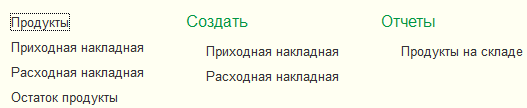 Продукты
Приходная накладная
Расходная накладная
Остаток продукты
Создать
Приходная накладная
Расходная накладная
Отчеты
Продукты на складе